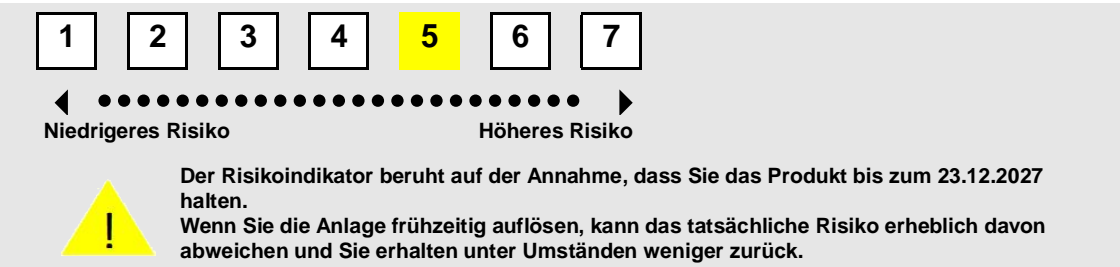 1 2 3 4 5 6 7
Niedrigeres Risiko Höheres Risiko
Der Risikoindikator beruht auf der Annahme, dass Sie das Produkt bis zum 23.12.2027
halten.
Wenn Sie die Anlage frühzeitig auflösen, kann das tatsächliche Risiko erheblich davon
abweichen und Sie erhalten unter Umständen weniger zurück.
!